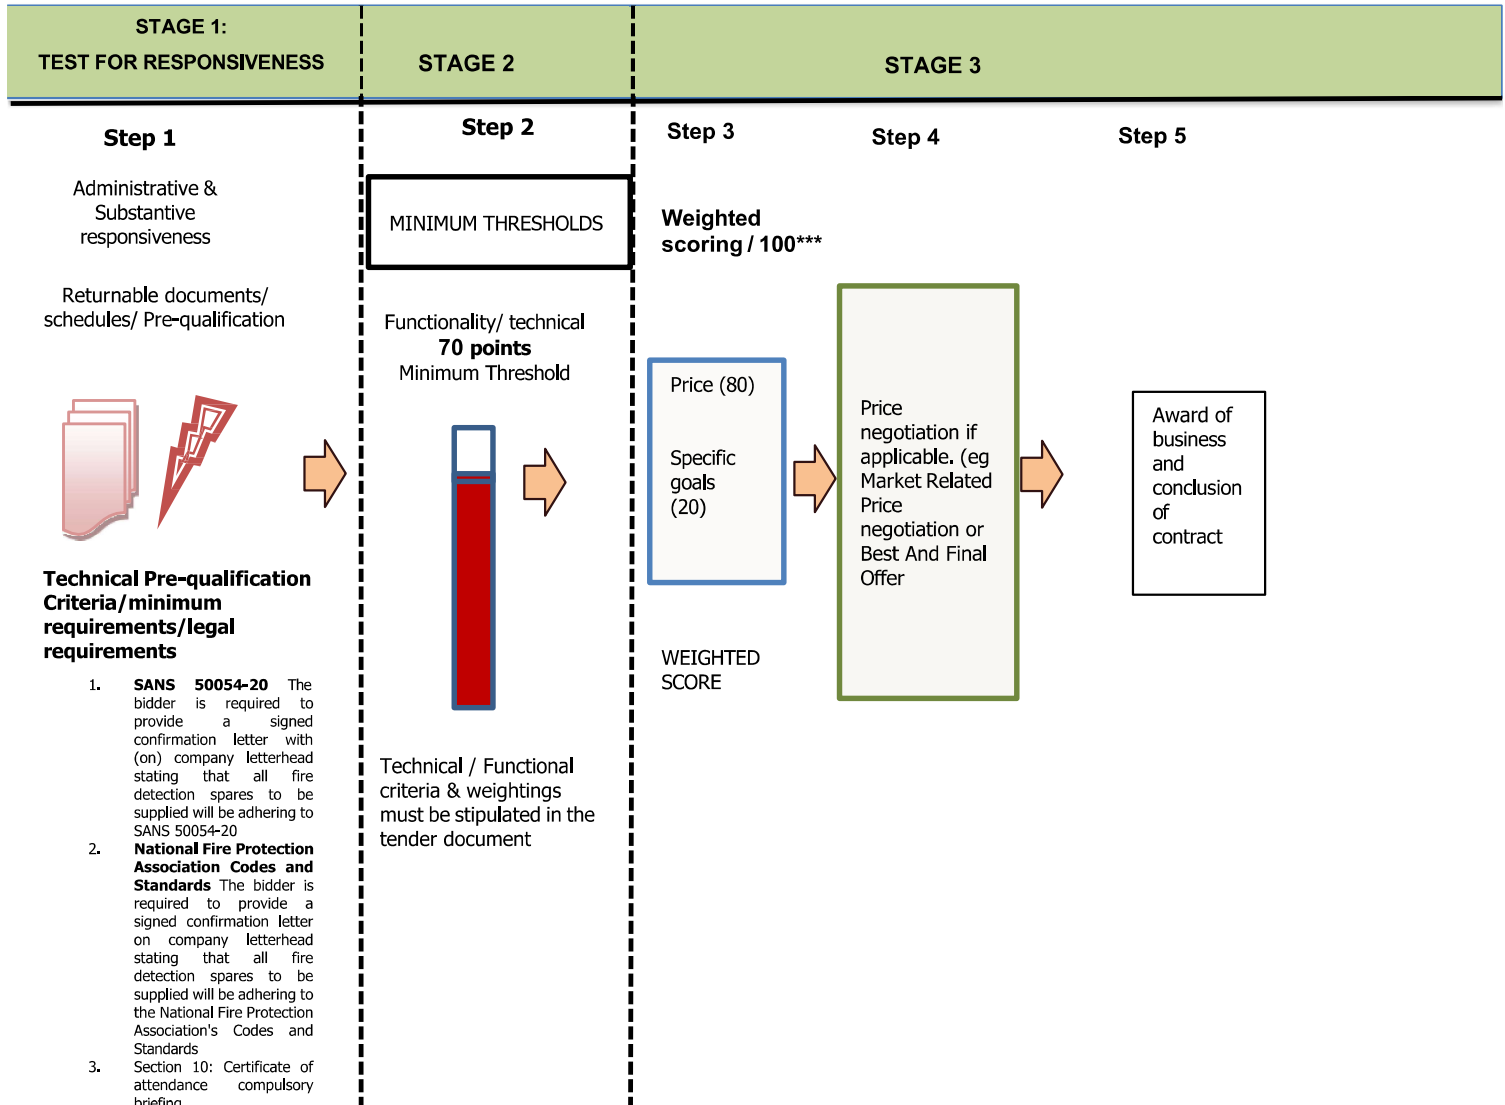 STAGE 1:
TEST FOR RESPONSIVENESS
STAGE 2
STAGE 3
Step 1
Administrative &
Substantive
responsiveness
Returnable documents/
schedules/ Pre-qualification
Technical Pre-qualification
Criteria/minimum
requirements/legal
requirements
1. SANS 50054-20 The
bidder is required to
provide a signed
confirmation letter with
(on) company letterhead
stating that all fire
detection spares to be
supplied will be adhering to
SANS 50054-20
2. National Fire Protection
Association Codes and
Standards The bidder is
required to provide a
signed confirmation letter
on company letterhead
stating that all fire
detection spares to be
supplied will be adhering to
the National Fire Protection
Association's Codes and
Standards
3. Section 10: Certificate of
attendance compulsory
briefing
Step 2
MINIMUM THRESHOLDS
Functionality/ technical
70 points
Minimum Threshold
Technical / Functional
criteria & weightings
must be stipulated in the
tender document
Step 3
Weighted
scoring / 100***
Price (80)
Specific
goals
(20)
WEIGHTED
SCORE
Step 4
Price
negotiation if
applicable. (eg
Market Related
Price
negotiation or
Best And Final
Offer
Step 5
Award of
business
and
conclusion
of
contract